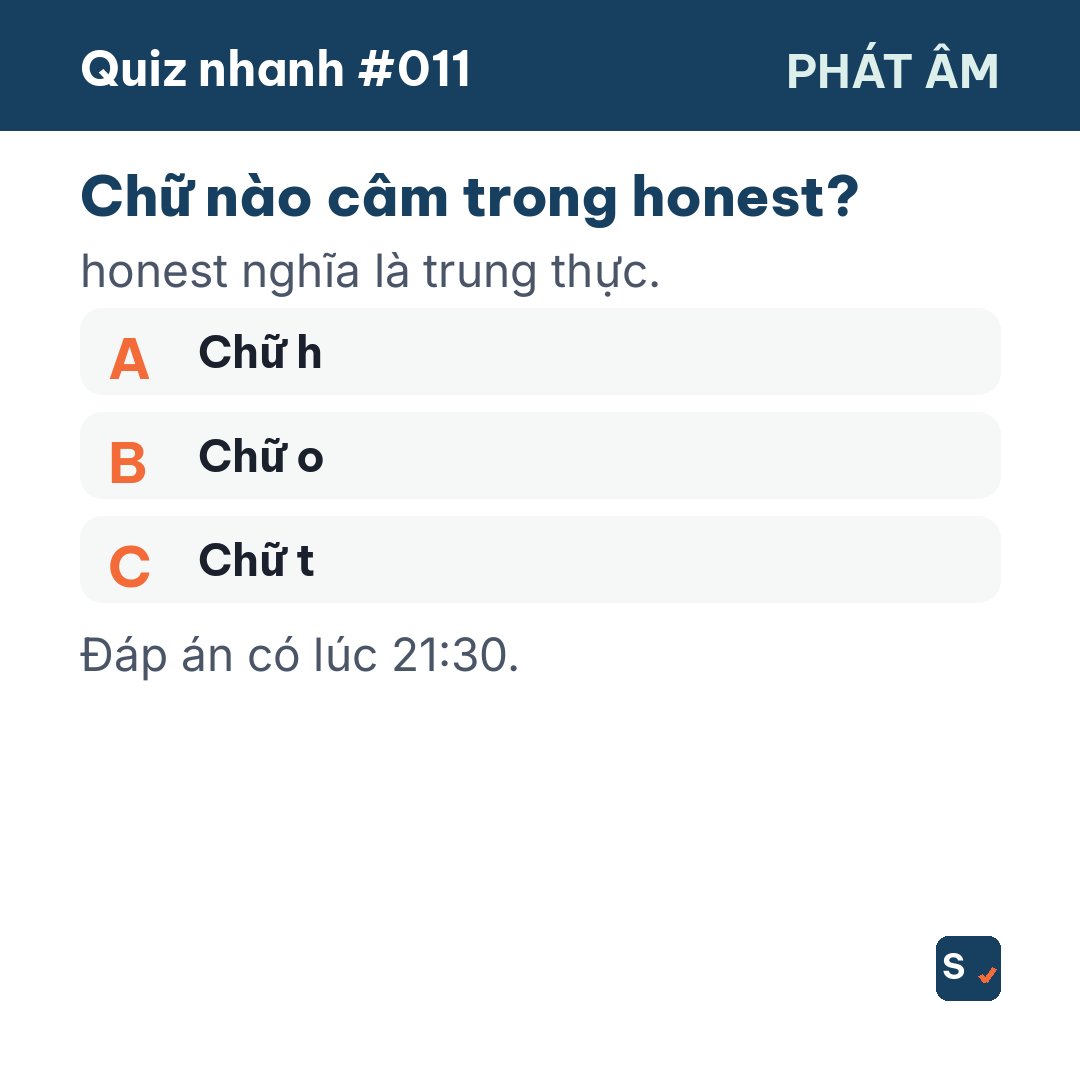 Quiz nhanh #011
PHÁT ÂM
Chữ nào câm trong honest?
honest nghĩa là trung thực.
A Chữ h
B Chữ o
C Chữ t
Đáp án có lúc 21:30.
S